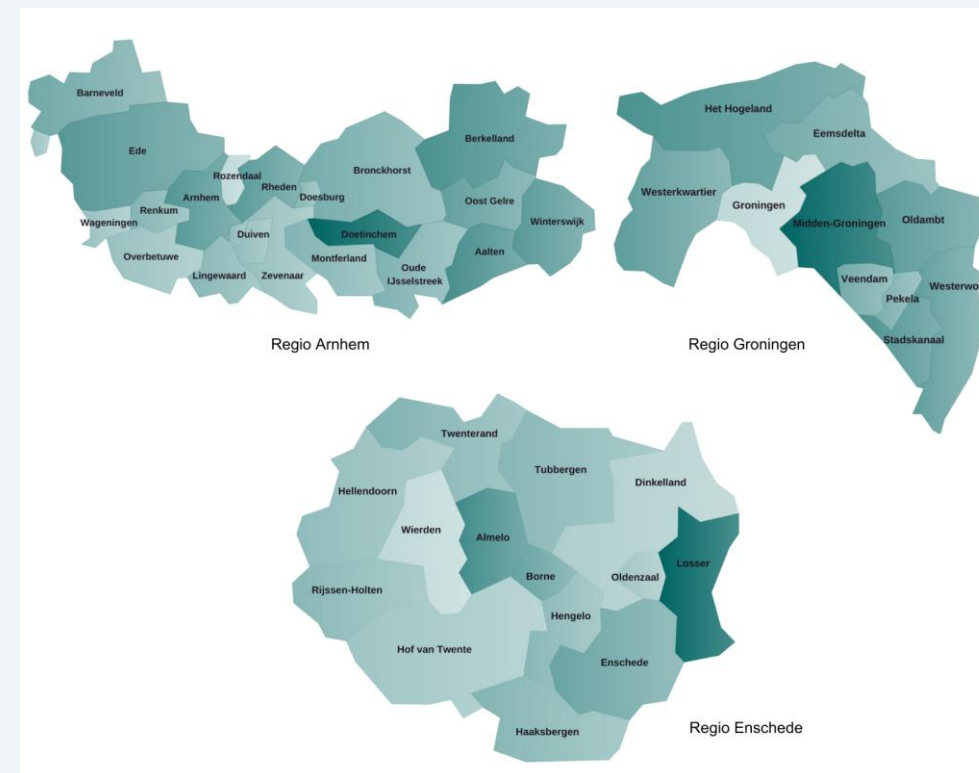 Barneveld
Ede
Rozendaal
Arnhem
Rheden
Doesburg
Renkum
Wageningen
Overbetuwe
Lingewaard
Duiven
Zevenaar
Bronckhorst
Doetinchem
Montferland
Oude
IJsselstreek
Berkelland
Oost Gelre
Winterswijk
Aalten
Regio Arnhem
Het Hogeland
Eemsdelta
Westerkwartier
Groningen
Midden-Groningen
Oldambt
Veendam
Pekela
Westerwo
Stadskanaal
Regio Groningen
Twenterand
Tubbergen
Dinkelland
Hellendoorn
Wierden
Almelo
Borne
Oldenzaal
Losser
Rijssen-Holten
Hengelo
Hof van Twente
Enschede
Haaksbergen
Regio Enschede